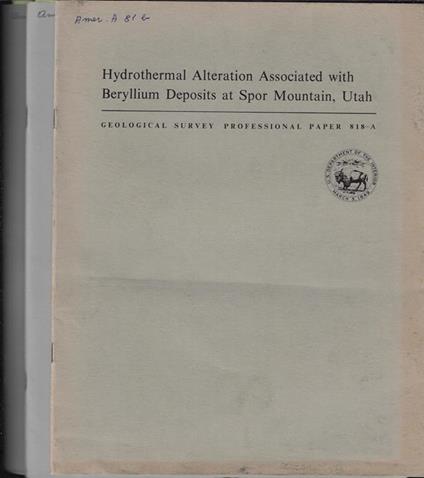 Amer. A 81 b
Hydrothermal Alteration Associated with
Beryllium Deposits at Spor Mountain, Utah
GEOLOGICAL SURVEY PROFESSIONAL PAPER 818-A
U.S. DEPARTMENT OF THE INTERIOR
MARCH 3, 1849